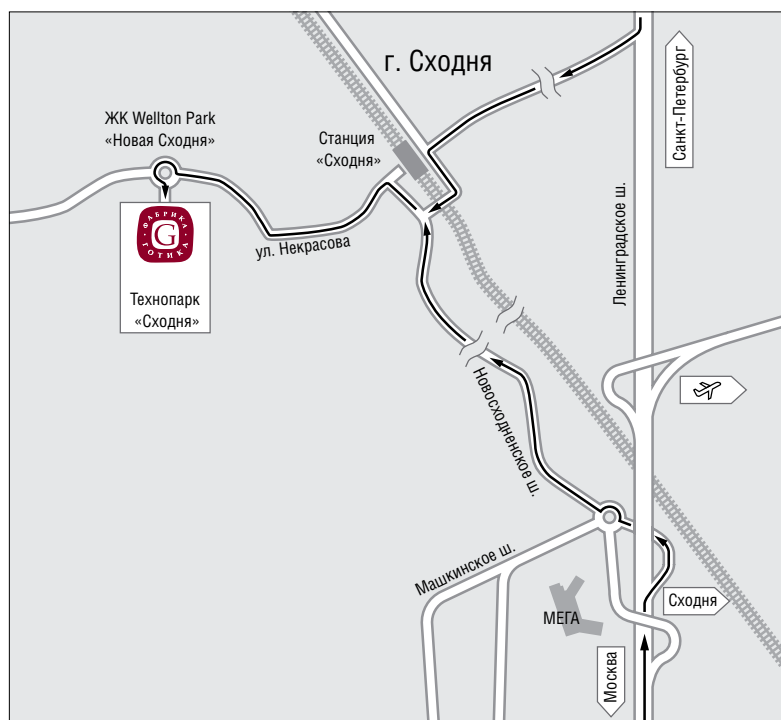 г. Сходня
Санкт-Петербург
ЖК Wellton Park
«Новая Сходня»
Станция
«Сходня»
ФАБРИКА
G
ГОТИКА
ул. Некрасова
Ленинградское ш.
Технопарк
«Сходня»
Новосходненское ш.
Машкинское ш.
Сходня
МЕГА
Москва